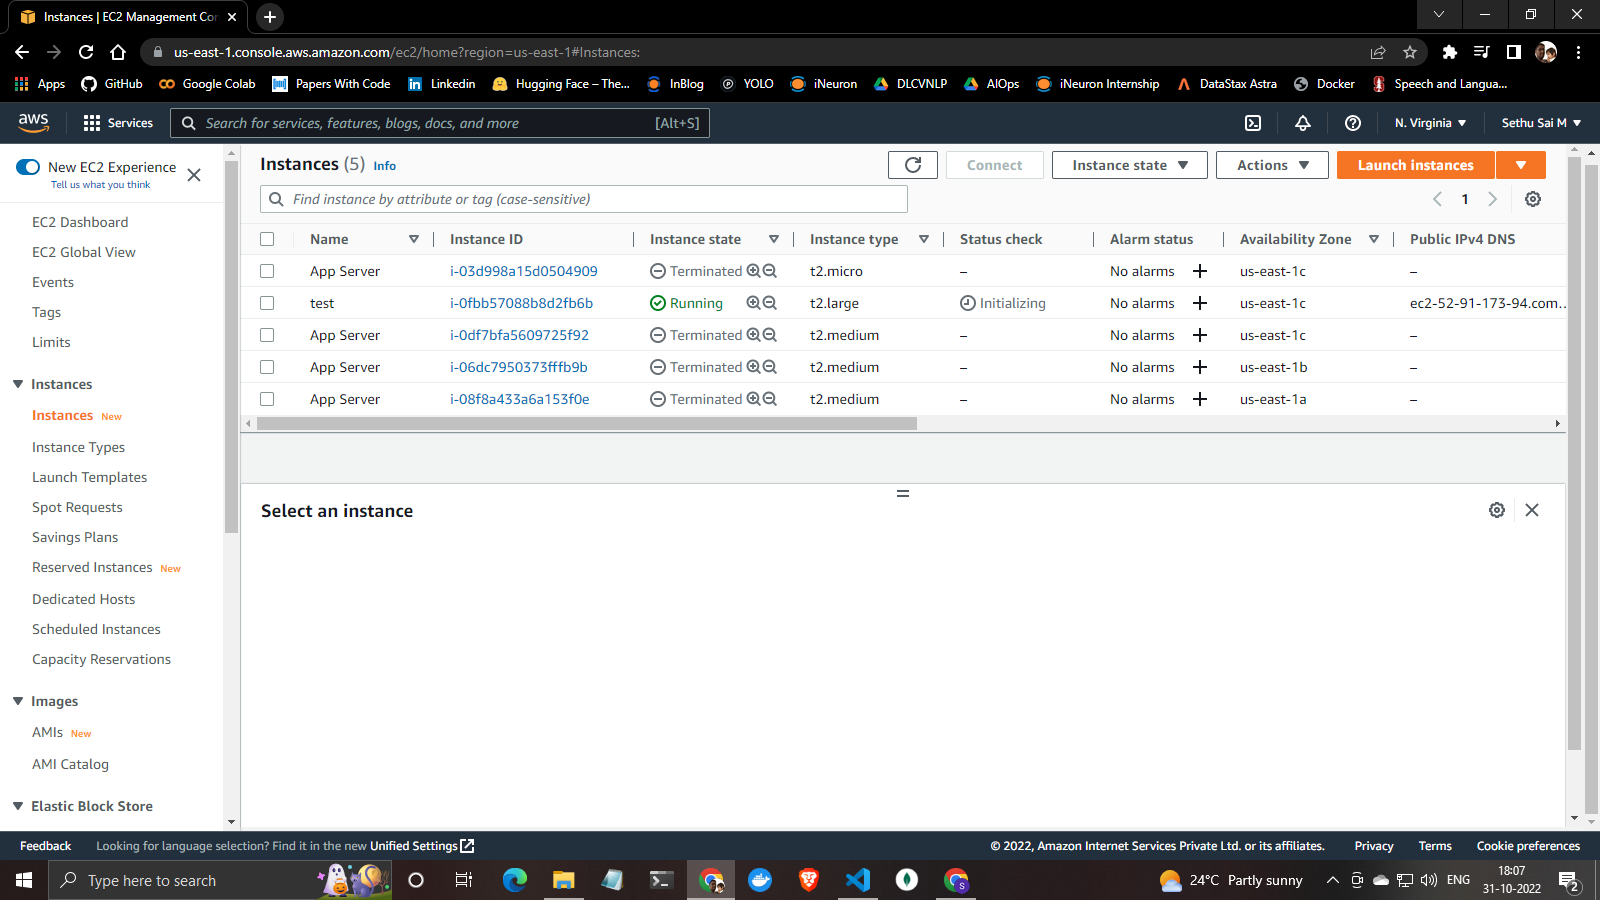 Instances | EC2 Management Con
us-east-1.console.aws.amazon.com/ec2/home?region=us-east-1#Instances:
Apps GitHub Google Colab Papers With Code Linkedin Hugging Face – The... InBlog YOLO iNeuron DLCVNLP AIOps iNeuron Internship DataStax Astra Docker Speech and Langua...
aws Services Search for services, features, blogs, docs, and more [Alt+S] N. Virginia Sethu Sai M
New EC2 Experience
Tell us what you think
EC2 Dashboard
EC2 Global View
Events
Tags
Limits
Instances
Instances New
Instance Types
Launch Templates
Spot Requests
Savings Plans
Reserved Instances New
Dedicated Hosts
Scheduled Instances
Capacity Reservations
Images
AMIs New
AMI Catalog
Elastic Block Store
Instances (5) Info Connect Instance state Actions Launch instances
Find instance by attribute or tag (case-sensitive) 1
Name Instance ID Instance state Instance type Status check Alarm status Availability Zone Public IPv4 DNS
App Server i-03d998a15d0504909 Terminated t2.micro – No alarms + us-east-1c –
test i-0fbb57088b8d2fb6b Running t2.large Initializing No alarms + us-east-1c ec2-52-91-173-94.com...
App Server i-0df7bfa5609725f92 Terminated t2.medium – No alarms + us-east-1c –
App Server i-06dc7950373fffb9b Terminated t2.medium – No alarms + us-east-1b –
App Server i-08f8a433a6a153f0e Terminated t2.medium – No alarms + us-east-1a –
Select an instance
Feedback Looking for language selection? Find it in the new Unified Settings © 2022, Amazon Internet Services Private Ltd. or its affiliates. Privacy Terms Cookie preferences
Type here to search 24°C Partly sunny ENG 18:07
31-10-2022 2